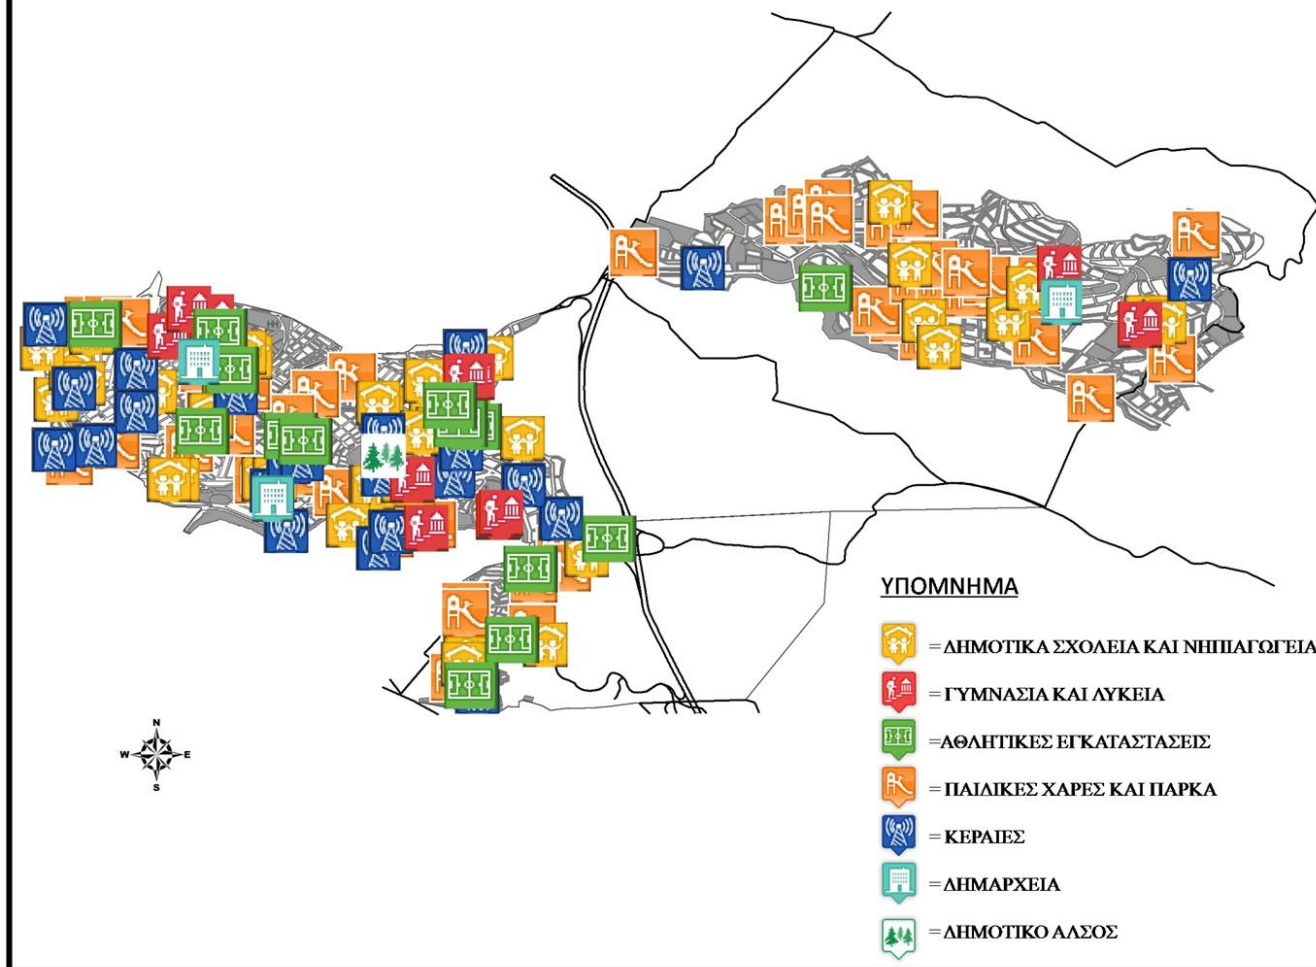 ΥΠΟΜΝΗΜΑ
= ΔΗΜΟΤΙΚΑ ΣΧΟΛΕΙΑ ΚΑΙ ΝΗΠΙΑΓΩΓΕΙΑ
= ΓΥΜΝΑΣΙΑ ΚΑΙ ΛΥΚΕΙΑ
=ΑΘΛΗΤΙΚΕΣ ΕΓΚΑΤΑΣΤΑΣΕΙΣ
= ΠΑΙΔΙΚΕΣ ΧΑΡΕΣ ΚΑΙ ΠΑΡΚΑ
N
W E
S
= ΚΕΡΑΙΕΣ
= ΔΗΜΑΡΧΕΙΑ
= ΔΗΜΟΤΙΚΟ ΑΛΣΟΣ